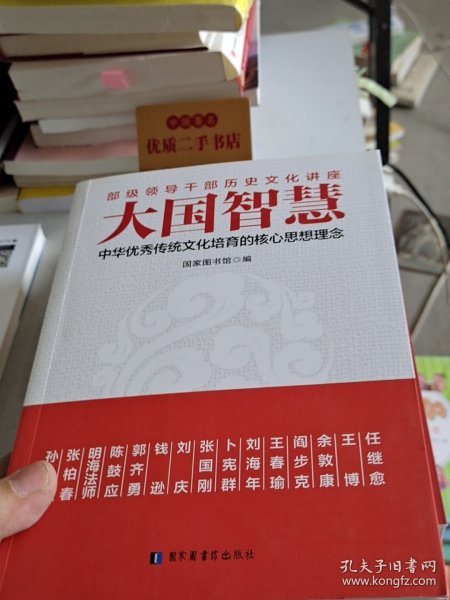 中国书店
优质二手书店
部级领导干部历史文化讲座
大国智慧
中华优秀传统文化培育的核心思想理念
国家图书馆◎编
任继愈
王博
余敦康
阎步克
王春瑜
刘海年
卜宪群
张国刚
刘庆
钱逊
郭齐勇
陈鼓应
明海法师
张柏春
孙
国家图书馆出版社
孔夫子旧书网
www.kongfz.com